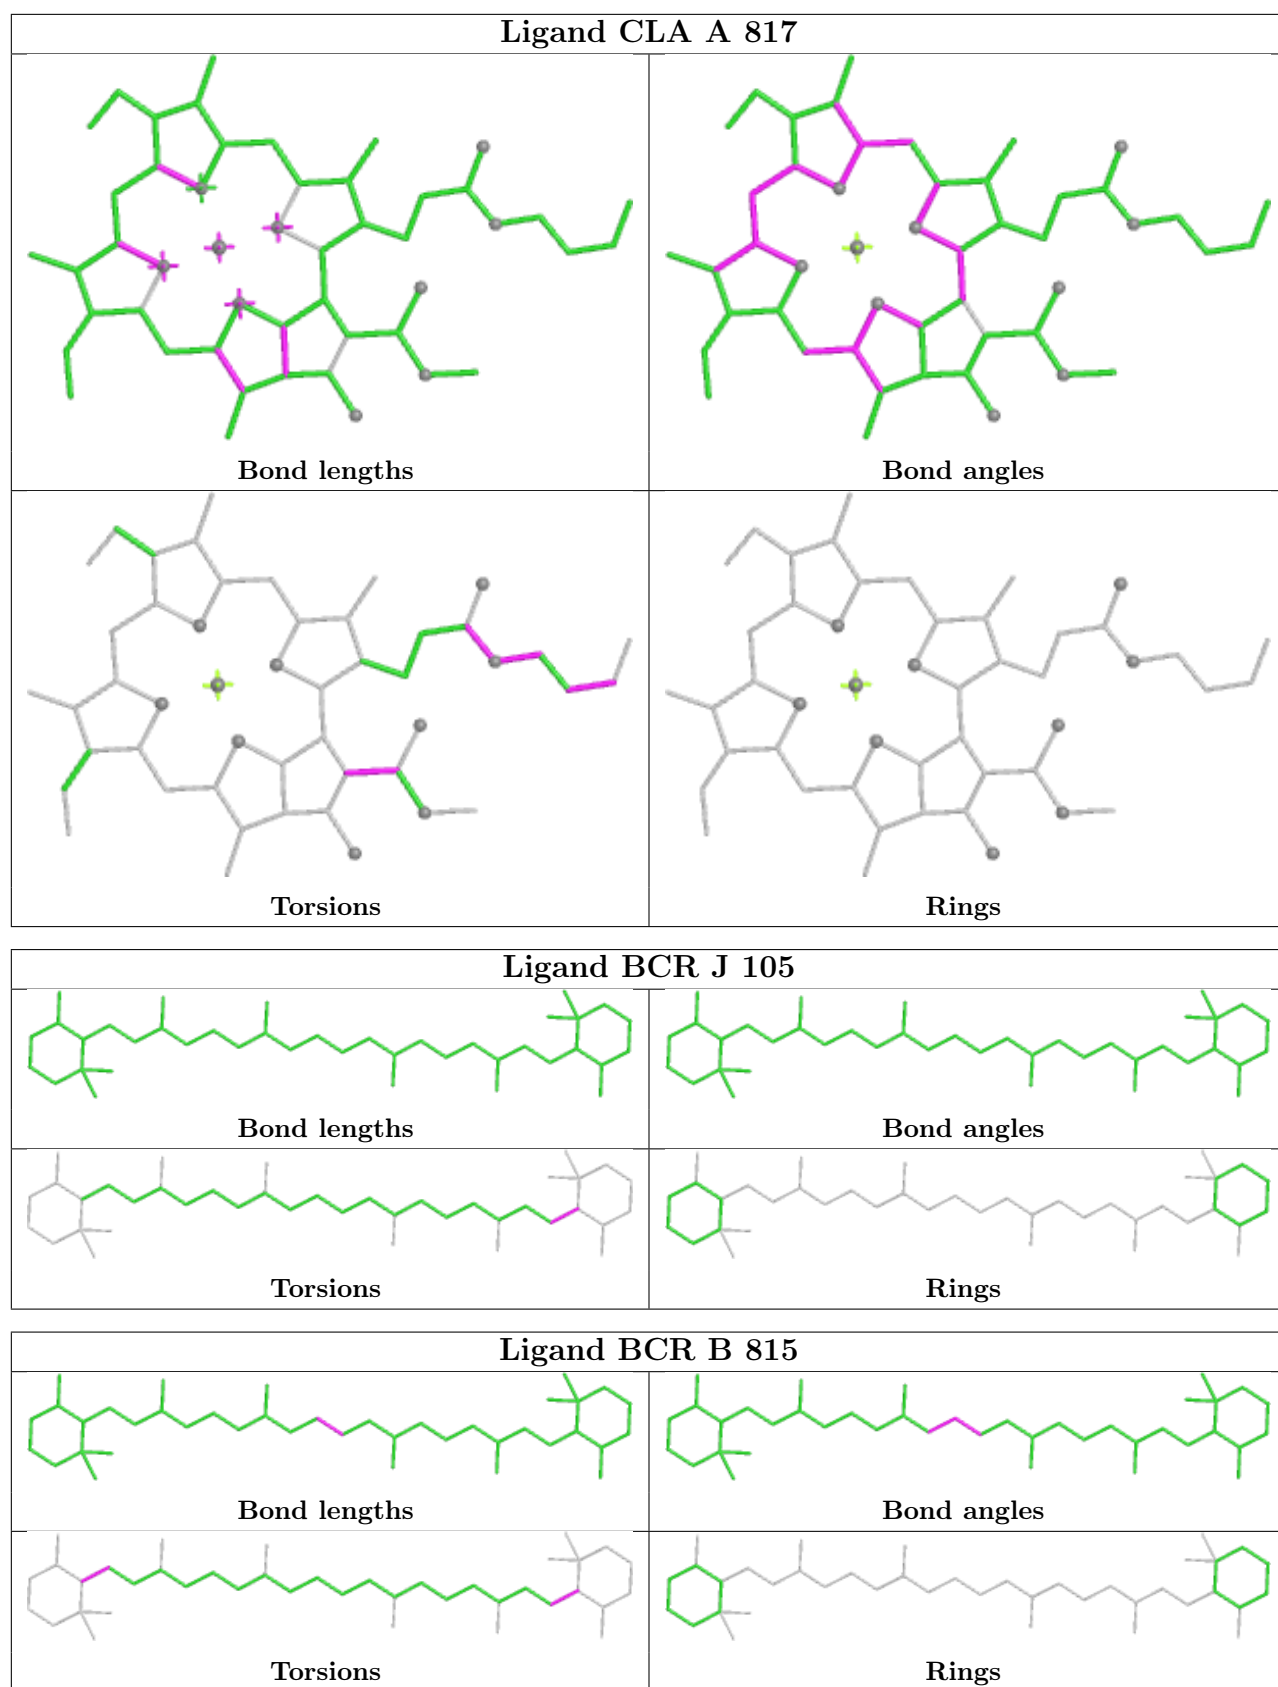 Ligand CLA A 817
Bond lengths
Bond angles
Torsions
Rings
Ligand BCR J 105
Bond lengths
Bond angles
Torsions
Rings
Ligand BCR B 815
Bond lengths
Bond angles
Torsions
Rings